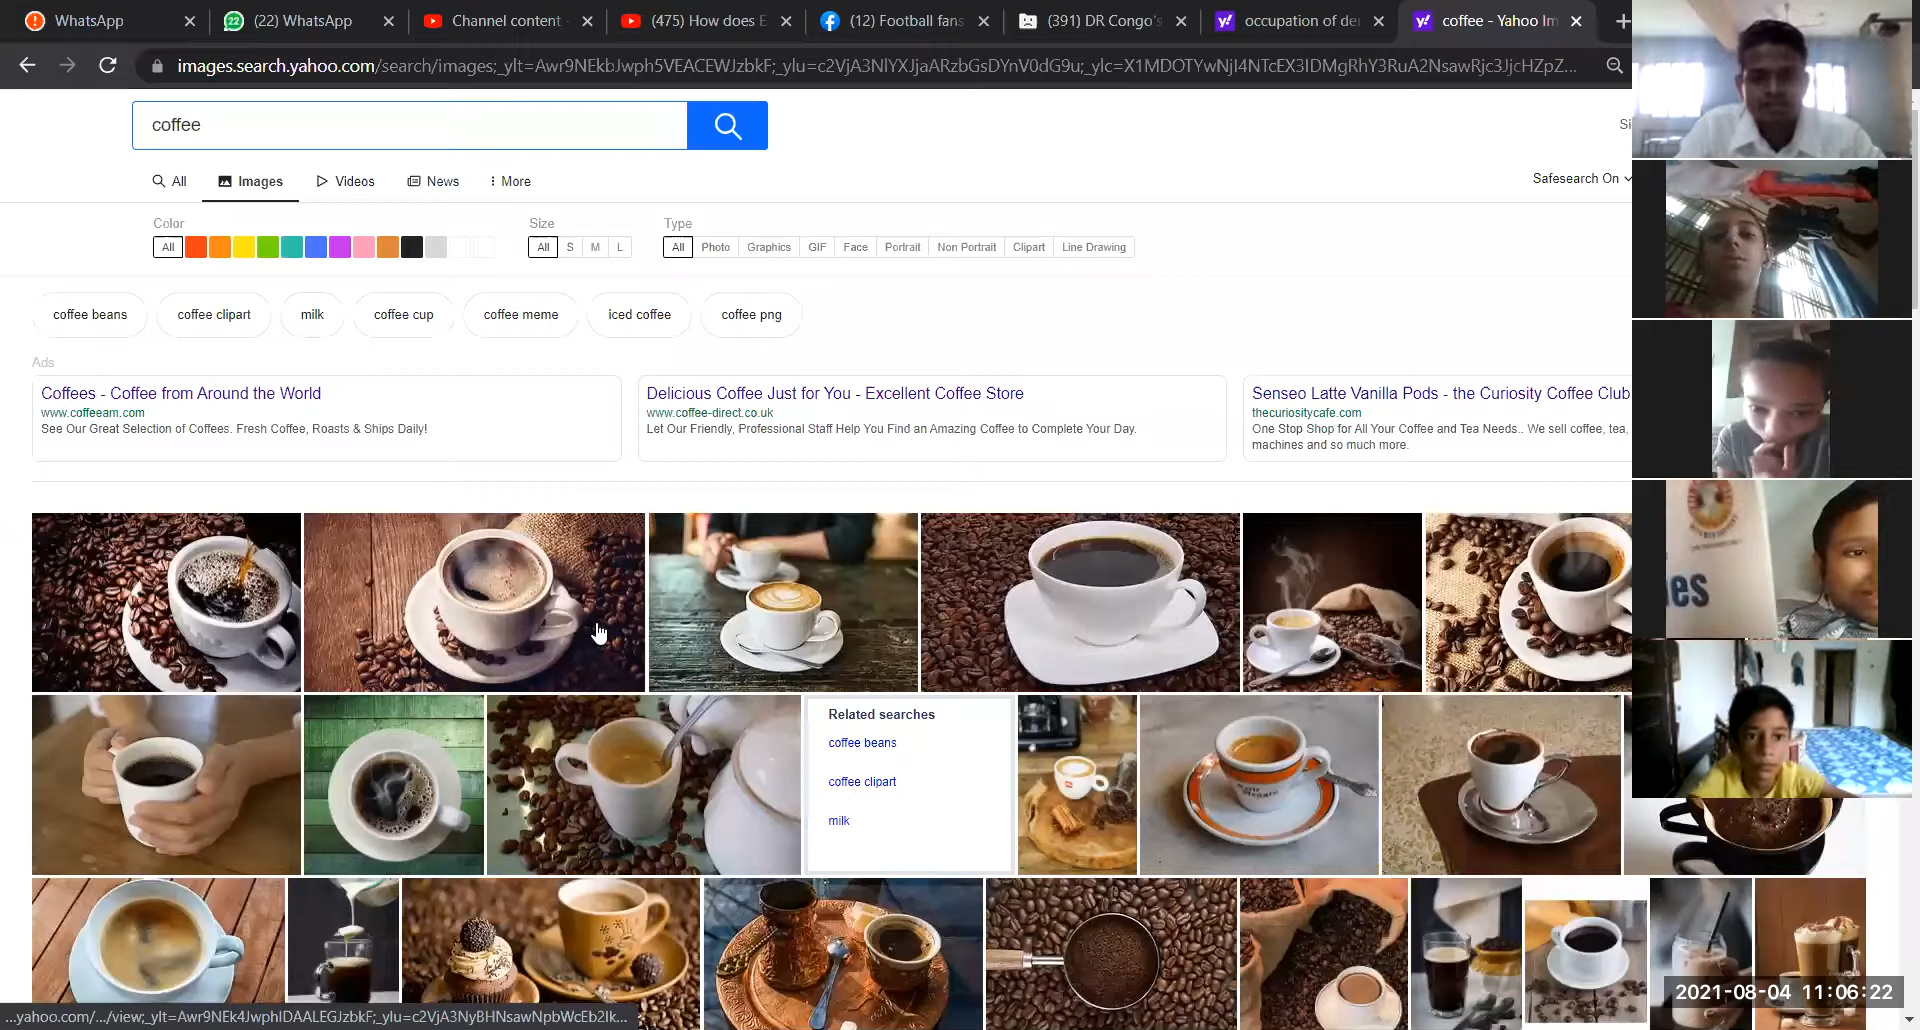 WhatsApp
(22) WhatsApp
Channel content -
(475) How does E
(12) Football fans
(391) DR Congo's
occupation of de
coffee - Yahoo Im
images.search.yahoo.com/search/images;_ylt=Awr9NEkbJwph5VEACEWJzbkF;_ylu=c2VjA3NlYXJjaARzbGsDYnV0dG9u;_ylc=X1MDOTYwNjI4NTcEX3IDMgRhY3RuA2NsawRjc3JjcHZpZ...
coffee
All
Images
Videos
News
More
Safesearch On
Color
Size
Type
All
All S M L
All Photo Graphics GIF Face Portrait Non Portrait Clipart Line Drawing
coffee beans
coffee clipart
milk
coffee cup
coffee meme
iced coffee
coffee png
Ads
Coffees - Coffee from Around the World
www.coffeeam.com
See Our Great Selection of Coffees. Fresh Coffee, Roasts & Ships Daily!
Delicious Coffee Just for You - Excellent Coffee Store
www.coffee-direct.co.uk
Let Our Friendly, Professional Staff Help You Find an Amazing Coffee to Complete Your Day.
Senseo Latte Vanilla Pods - the Curiosity Coffee Club
thecuriositycafe.com
One Stop Shop for All Your Coffee and Tea Needs.. We sell coffee, tea,
machines and so much more.
Related searches
coffee beans
coffee clipart
milk
2021-08-04 11:06:22
...yahoo.com/.../view;_ylt=Awr9NEk4JwphIDAALEGJzbkF;_ylu=c2VjA3NyBHNsawNpbWcEb2lk...